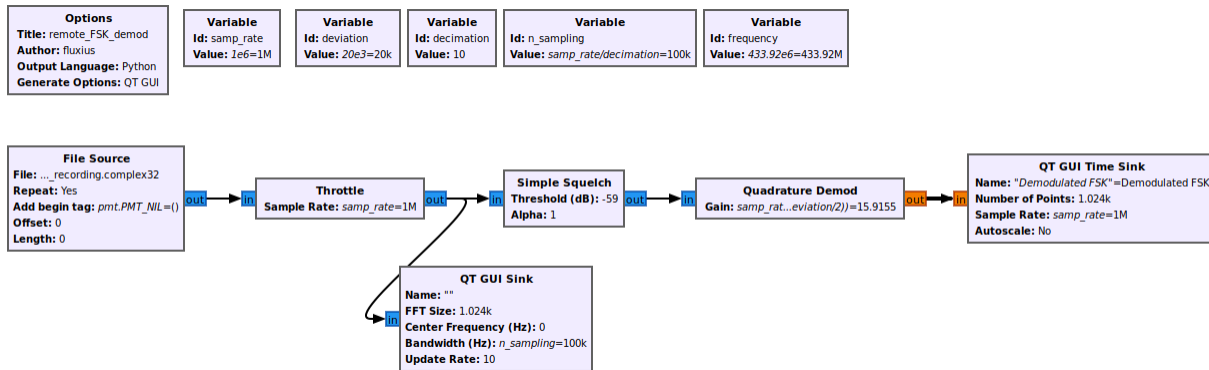 Options
Title: remote_FSK_demod
Author: fluxius
Output Language: Python
Generate Options: QT GUI
Variable
Id: samp_rate
Value: 1e6=1M
Variable
Id: deviation
Value: 20e3=20k
Variable
Id: decimation
Value: 10
Variable
Id: n_sampling
Value: samp_rate/decimation=100k
Variable
Id: frequency
Value: 433.92e6=433.92M
File Source
File: ..._recording.complex32
Repeat: Yes
Add begin tag: pmt.PMT_NIL=()
Offset: 0
Length: 0
out
in
Throttle
Sample Rate: samp_rate=1M
out
in
Simple Squelch
Threshold (dB): -59
Alpha: 1
out
in
Quadrature Demod
Gain: samp_rat...eviation/2))=15.9155
out
in
QT GUI Time Sink
Name: "Demodulated FSK"=Demodulated FSK
Number of Points: 1.024k
Sample Rate: samp_rate=1M
Autoscale: No
in
QT GUI Sink
Name: ""
FFT Size: 1.024k
Center Frequency (Hz): 0
Bandwidth (Hz): n_sampling=100k
Update Rate: 10